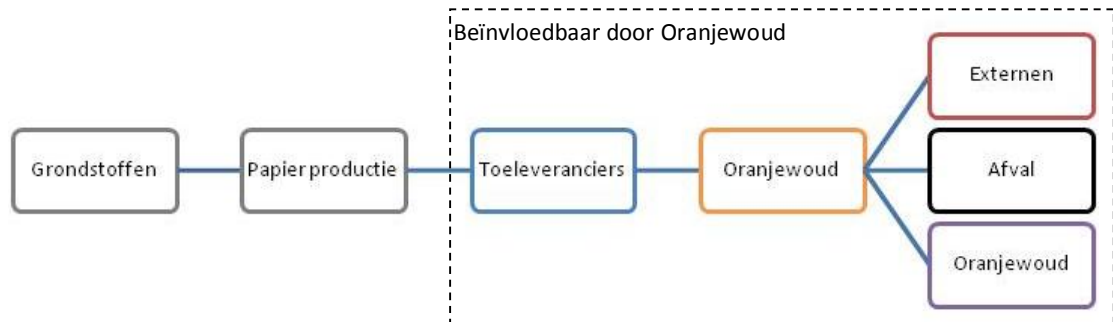 Beïnvloedbaar door Oranjewoud
Externen
Grondstoffen
Papier productie
Toeleveranciers
Oranjewoud
Afval
Oranjewoud